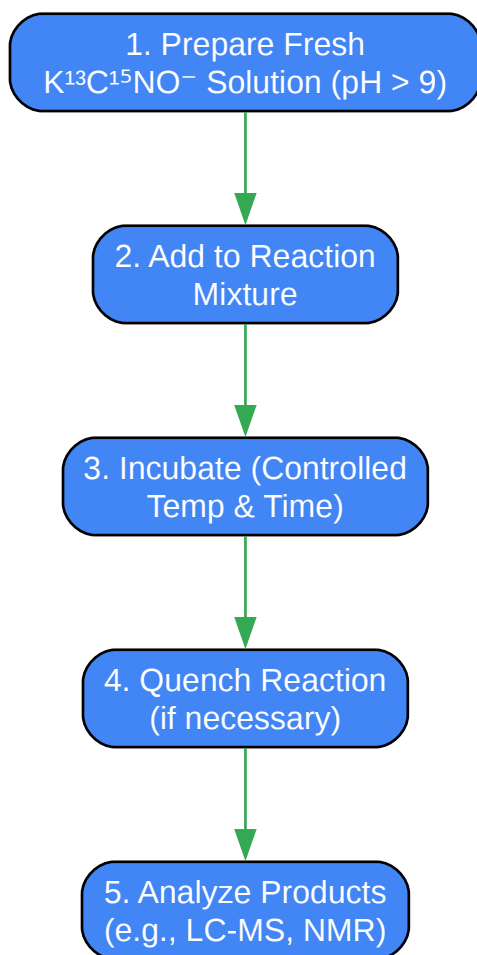 1. Prepare Fresh
K¹³C¹⁵NO⁻ Solution (pH > 9)
2. Add to Reaction
Mixture
3. Incubate (Controlled
Temp & Time)
4. Quench Reaction
(if necessary)
5. Analyze Products
(e.g., LC-MS, NMR)